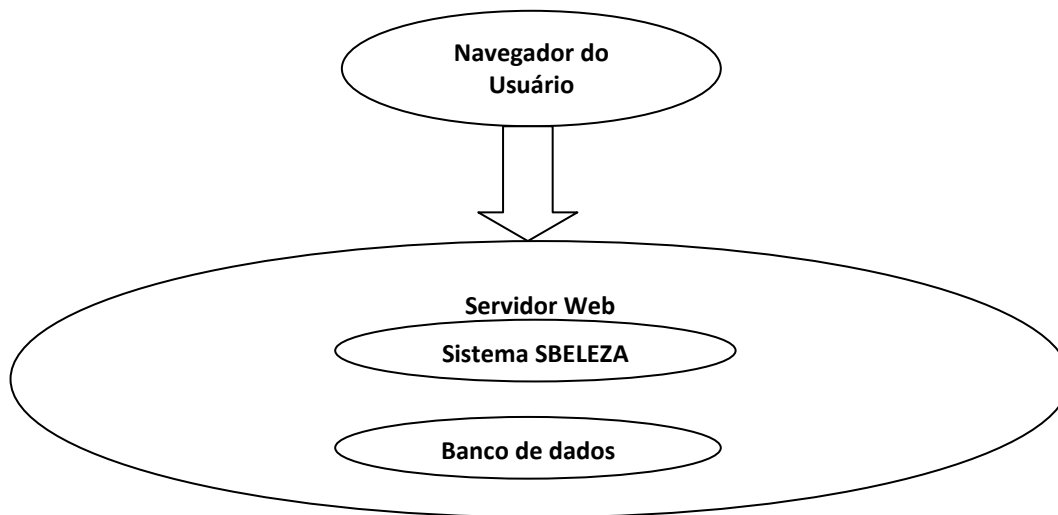 Navegador do
Usuário
Servidor Web
Sistema SBELEZA
Banco de dados